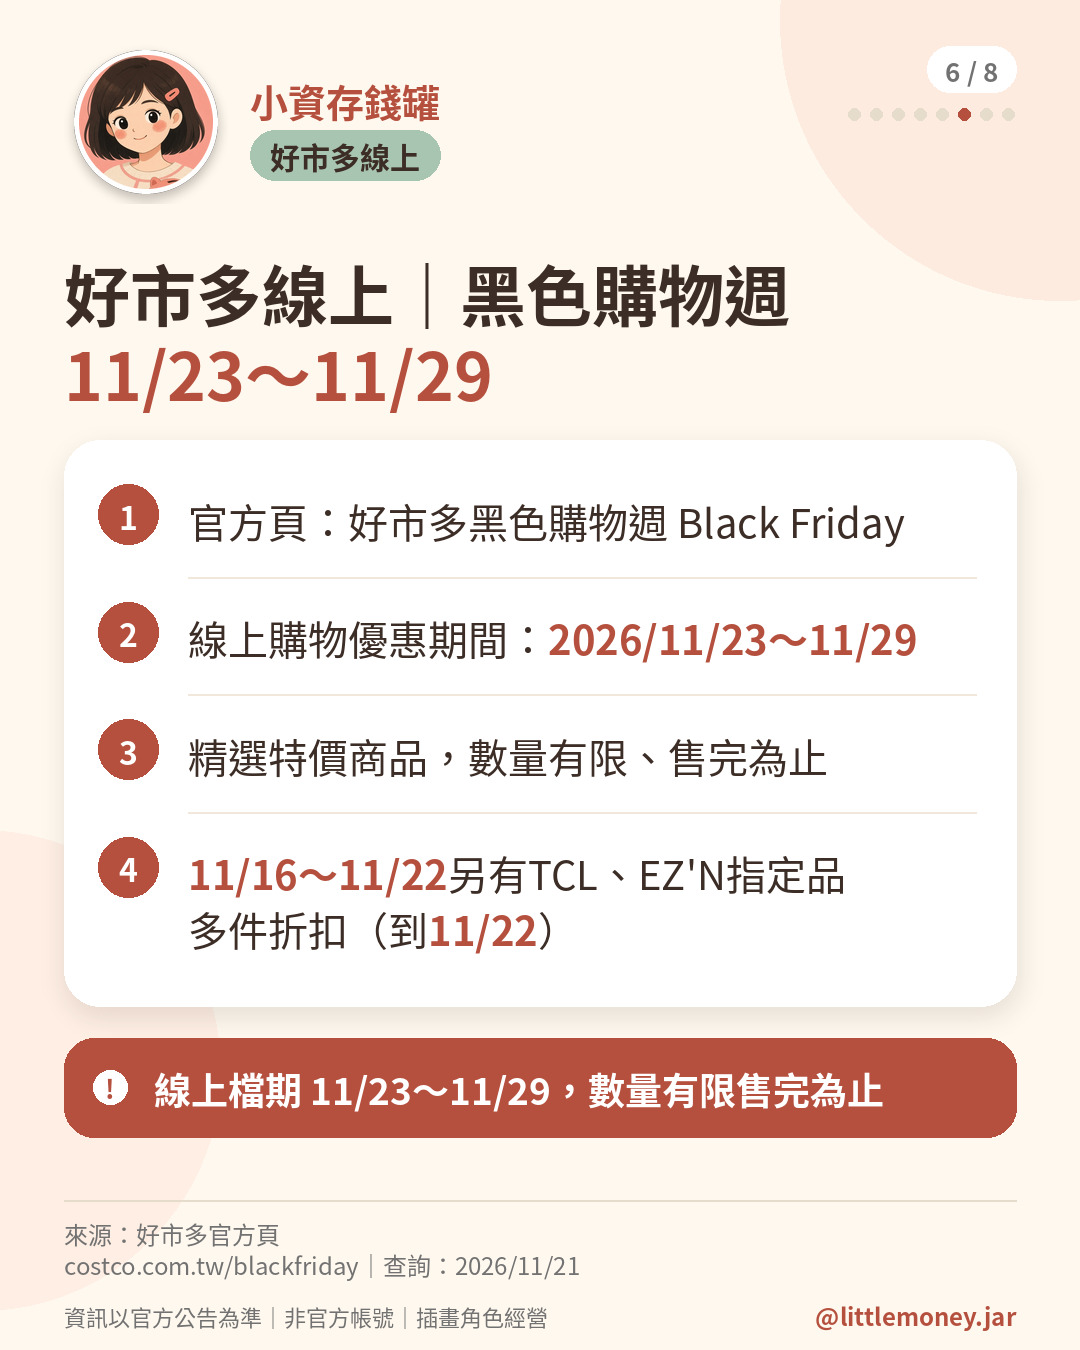 小資存錢罐
好市多線上
6 / 8
好市多線上｜黑色購物週
11/23～11/29
1 官方頁：好市多黑色購物週 Black Friday
2 線上購物優惠期間：2026/11/23～11/29
3 精選特價商品，數量有限、售完為止
4 11/16～11/22另有TCL、EZ'N指定品
多件折扣（到11/22）
! 線上檔期 11/23～11/29，數量有限售完為止
來源：好市多官方頁
costco.com.tw/blackfriday｜查詢：2026/11/21
資訊以官方公告為準｜非官方帳號｜插畫角色經營
@littlemoney.jar